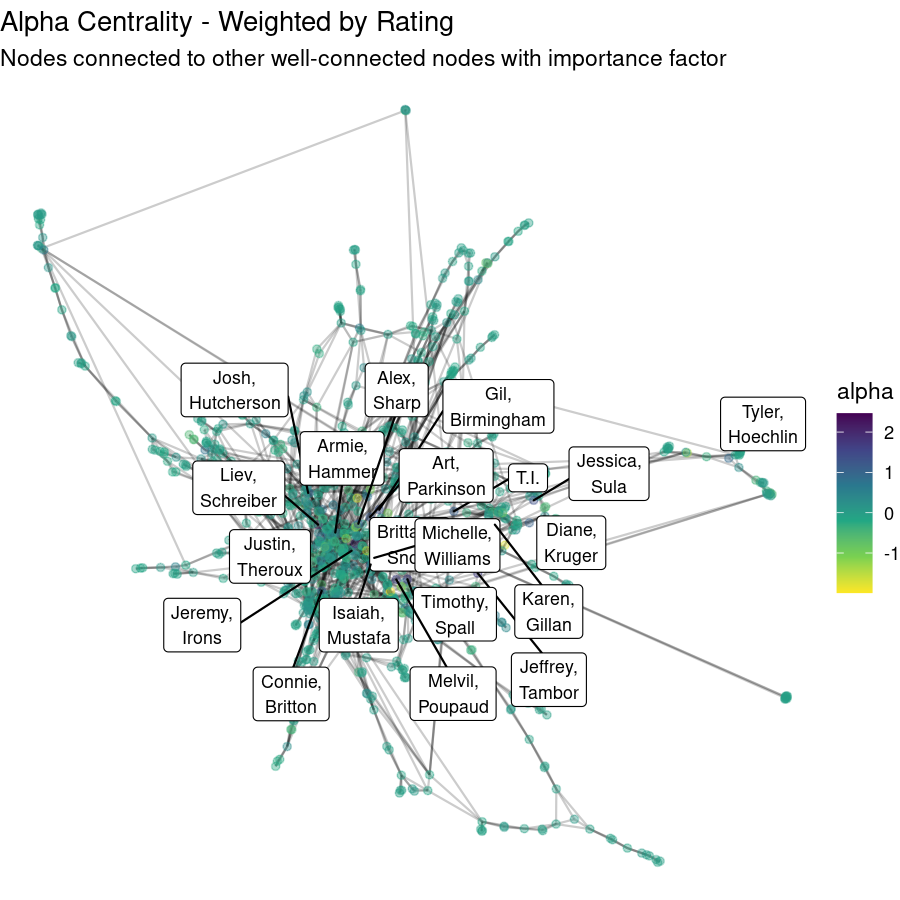 Alpha Centrality - Weighted by Rating
Nodes connected to other well-connected nodes with importance factor
Josh,
Hutcherson
Alex,
Sharp
Gil,
Birmingham
Tyler,
Hoechlin
Armie,
Hammer
Liev,
Schreiber
Art,
Parkinson
T.I.
Jessica,
Sula
Justin,
Theroux
Michelle,
Williams
Diane,
Kruger
Jeremy,
Irons
Isaiah,
Mustafa
Timothy,
Spall
Karen,
Gillan
Connie,
Britton
Melvil,
Poupaud
Jeffrey,
Tambor
alpha
2
1
0
-1